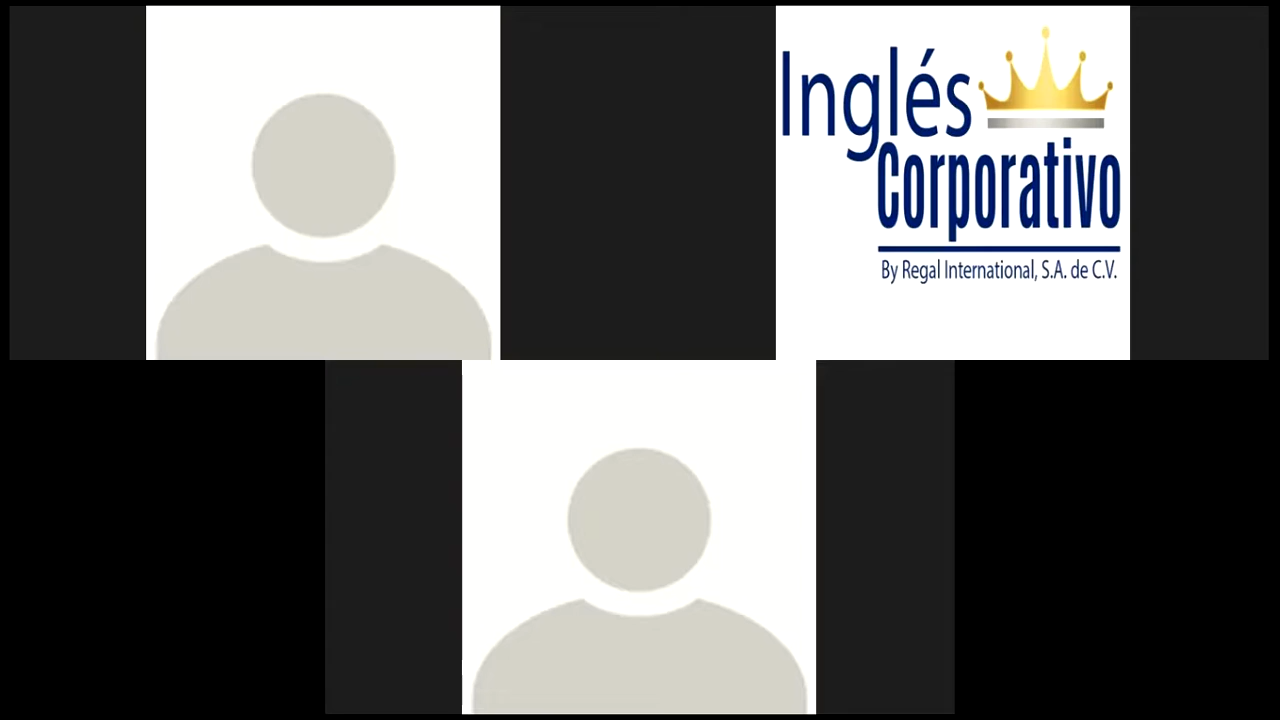 Inglés
Corporativo
By Regal International, S.A. de C.V.